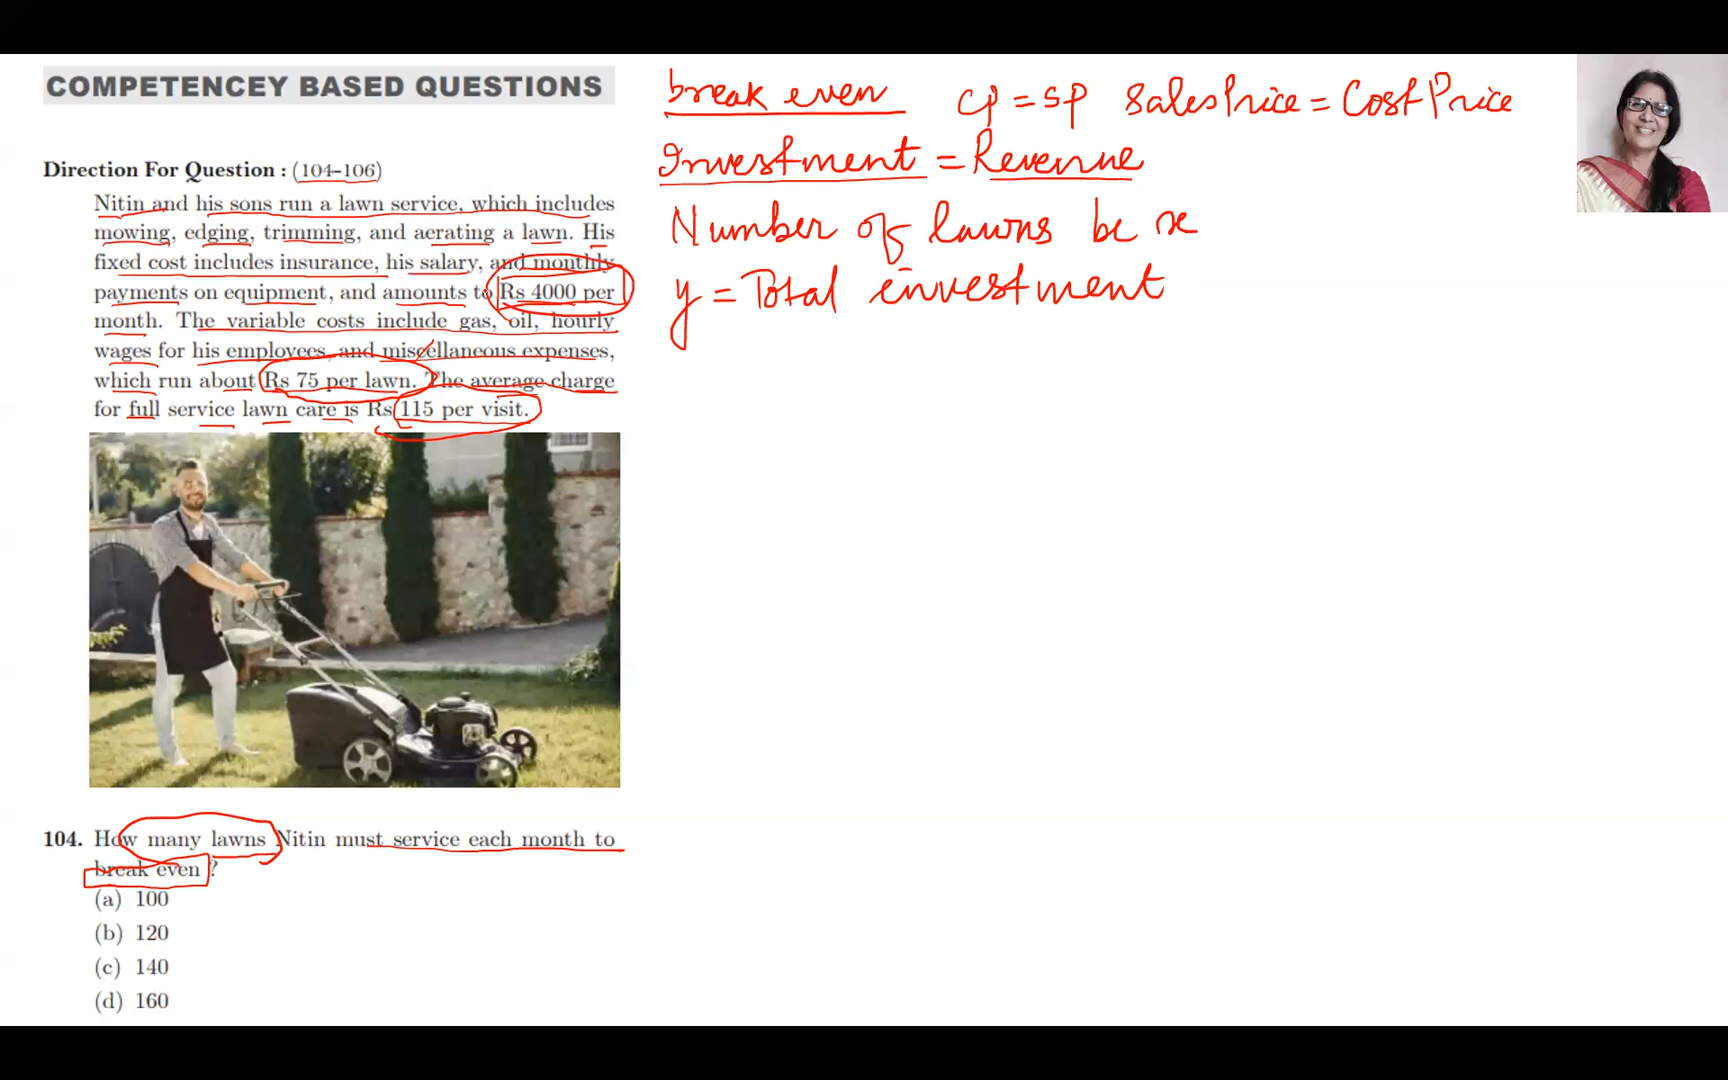 COMPETENCEY BASED QUESTIONS
Direction For Question : (104–106)
Nitin and his sons run a lawn service, which includes
mowing, edging, trimming, and aerating a lawn. His
fixed cost includes insurance, his salary, and monthly
payments on equipment, and amounts to Rs 4000 per
month. The variable costs include gas, oil, hourly
wages for his employees, and miscellaneous expenses,
which run about Rs 75 per lawn. The average charge
for full service lawn care is Rs 115 per visit.
104. How many lawns Nitin must service each month to
break even ?
(a) 100
(b) 120
(c) 140
(d) 160
break even CP = SP Sales Price = Cost Price
Investment = Revenue
Number of lawns be x
y = Total investment